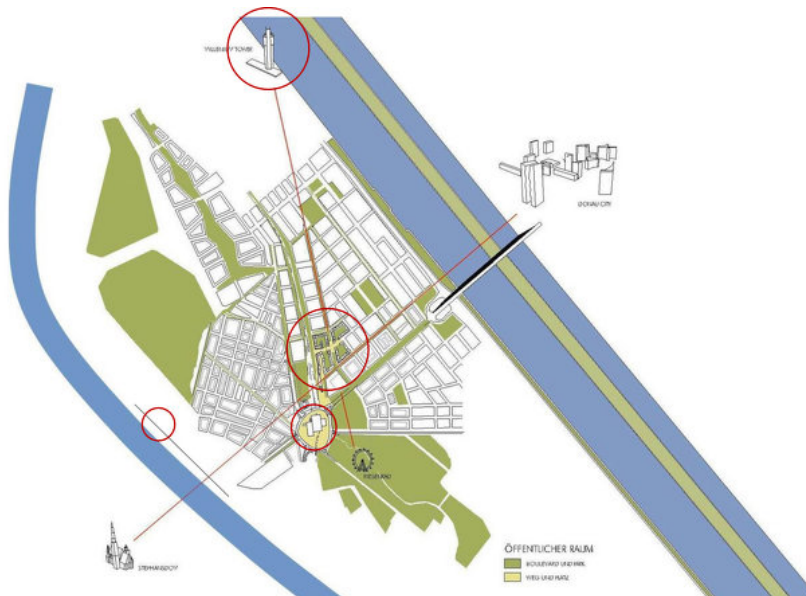 DONAU CITY
RIESENRAD
STEPHANSDOM
ÖFFENTLICHER RAUM
BOULEVARD UND PARK
WEG UND PLATZ